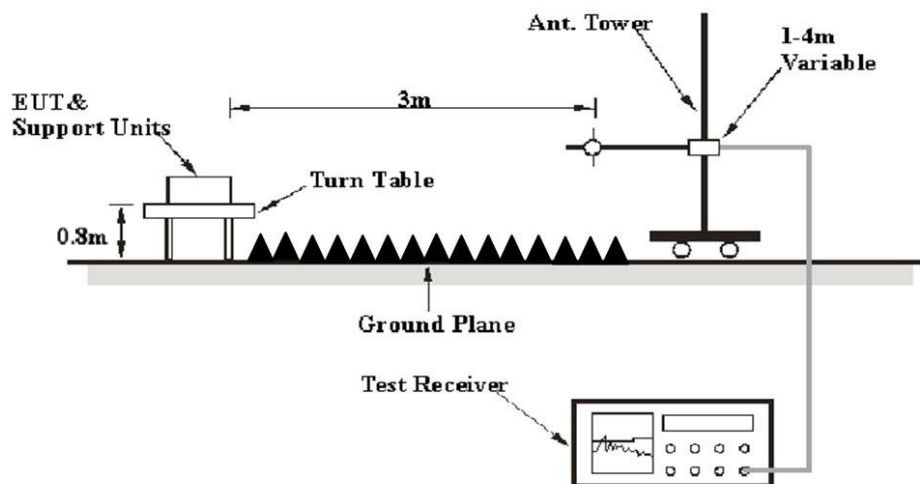 Ant. Tower
1-4m
Variable
3m
EUT&
Support Units
Turn Table
0.8m
Ground Plane
Test Receiver